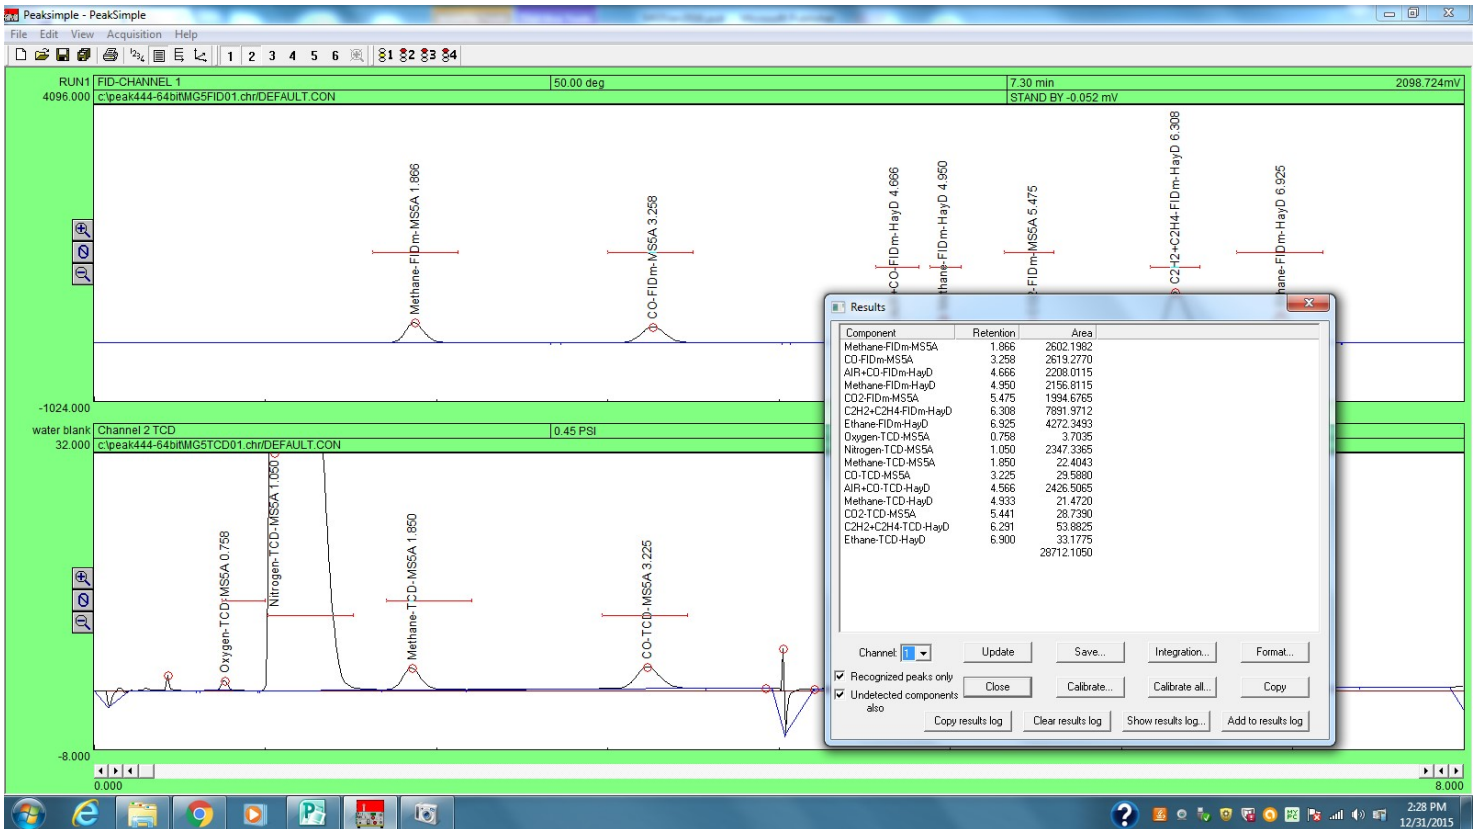 Peaksimple - PeakSimple
File Edit View Acquisition Help
1 2 3 4 5 6 1 2 3 4
RUN1 FID-CHANNEL 1 50.00 deg 7.30 min 2098.724mV
4096.000 c:\peak444-64bit\MG5FID01.chr/DEFAULT.CON STAND BY -0.052 mV
Methane-FIDm-MS5A 1.866
CO-FIDm-MS5A 3.258
+CO-FIDm-HayD 4.666
thane-FIDm-HayD 4.950
-FIDm-MS5A 5.475
C2H2+C2H4-FIDm-HayD 6.308
hane-FIDm-HayD 6.925
-1024.000
water blank Channel 2 TCD 0.45 PSI
32.000 c:\peak444-64bit\MG5TCD01.chr/DEFAULT.CON
Oxygen-TCD-MS5A 0.758
Nitrogen-TCD-MS5A 1.050
Methane-TCD-MS5A 1.850
CO-TCD-MS5A 3.225
-8.000
0.000 8.000
Results
Component Retention Area
Methane-FIDm-MS5A 1.866 2602.1982
CO-FIDm-MS5A 3.258 2619.2770
AIR+CO-FIDm-HayD 4.666 2208.0115
Methane-FIDm-HayD 4.950 2156.8115
CO2-FIDm-MS5A 5.475 1994.6765
C2H2+C2H4-FIDm-HayD 6.308 7891.9712
Ethane-FIDm-HayD 6.925 4272.3493
Oxygen-TCD-MS5A 0.758 3.7035
Nitrogen-TCD-MS5A 1.050 2347.3365
Methane-TCD-MS5A 1.850 22.4043
CO-TCD-MS5A 3.225 29.5880
AIR+CO-TCD-HayD 4.566 2426.5065
Methane-TCD-HayD 4.933 21.4720
CO2-TCD-MS5A 5.441 28.7390
C2H2+C2H4-TCD-HayD 6.291 53.8825
Ethane-TCD-HayD 6.900 33.1775
28712.1050
Channel: 1 Update Save... Integration... Format...
Recognized peaks only
Undetected components also
Close Calibrate... Calibrate all... Copy
Copy results log Clear results log Show results log... Add to results log
2:28 PM
12/31/2015